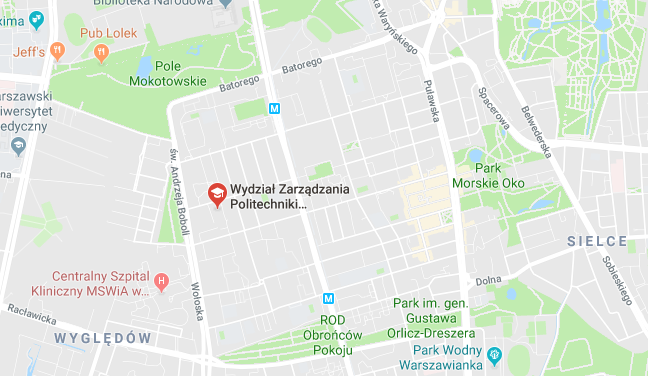 Biblioteka Narodowa
xima
Pub Lolek
Jeff's
Waryńskiego
Pole
Mokotowskie
Batorego
Batorego
Puławska
Spacerowa
Belwederska
arszawski
iwersytet
edyczny
M
św. Andrzeja Boboli
Park
Morskie Oko
Wydział Zarządzania
Politechniki...
SIELCE
Sobieskiego
Centralny Szpital
Kliniczny MSWiA w...
H
Wołoska
Dolna
M
Racławicka
Park im. gen.
Gustawa
Orlicz-Dreszera
ROD
Obrońców
Pokoju
WYGLĘDÓW
Park Wodny
Warszawianka